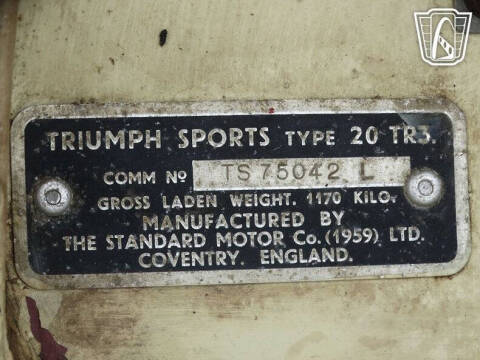 TRIUMPH SPORTS TYPE 20 TR3.
COMM Nº TS 75042 L
GROSS LADEN WEIGHT. 1170 KILO.
MANUFACTURED BY
THE STANDARD MOTOR Co. (1959) LTD.
COVENTRY. ENGLAND.